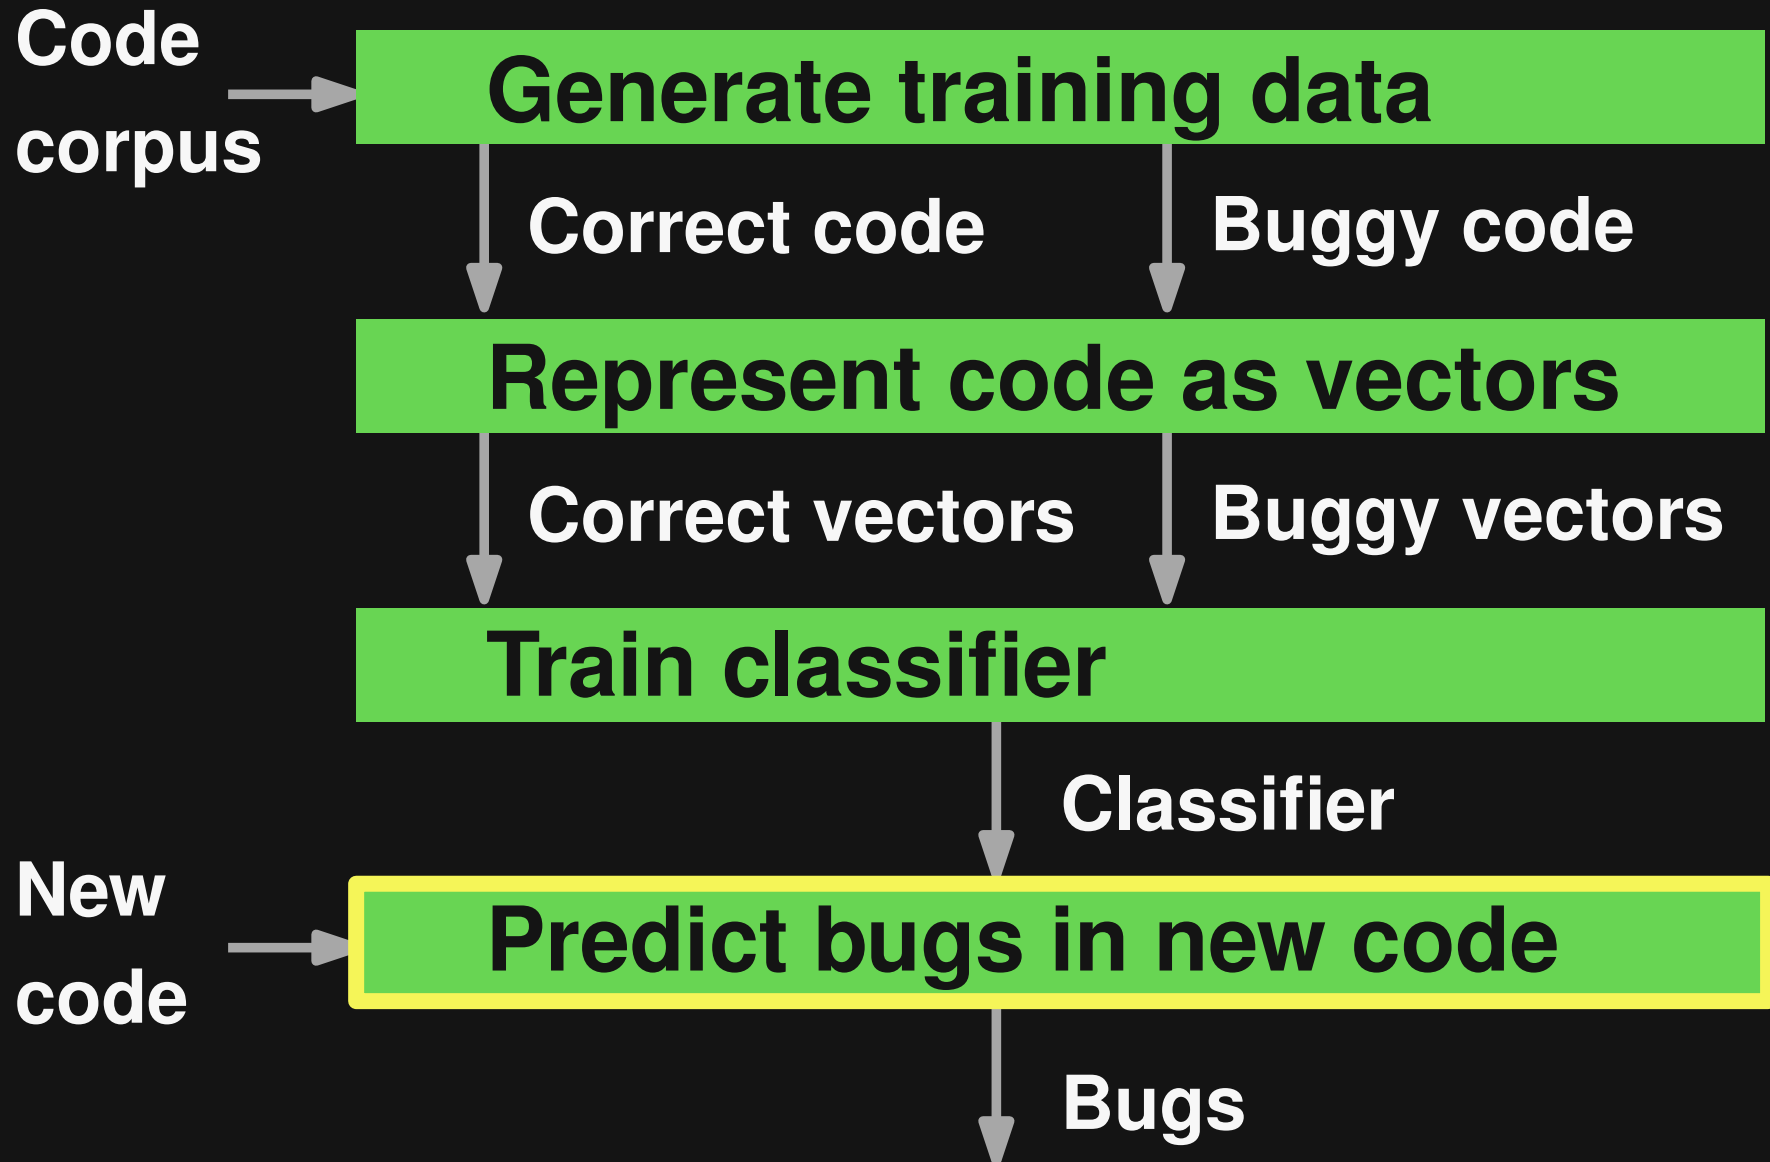 Code
corpus
Generate training data
Correct code
Buggy code
Represent code as vectors
Correct vectors
Buggy vectors
Train classifier
Classifier
New
code
Predict bugs in new code
Bugs